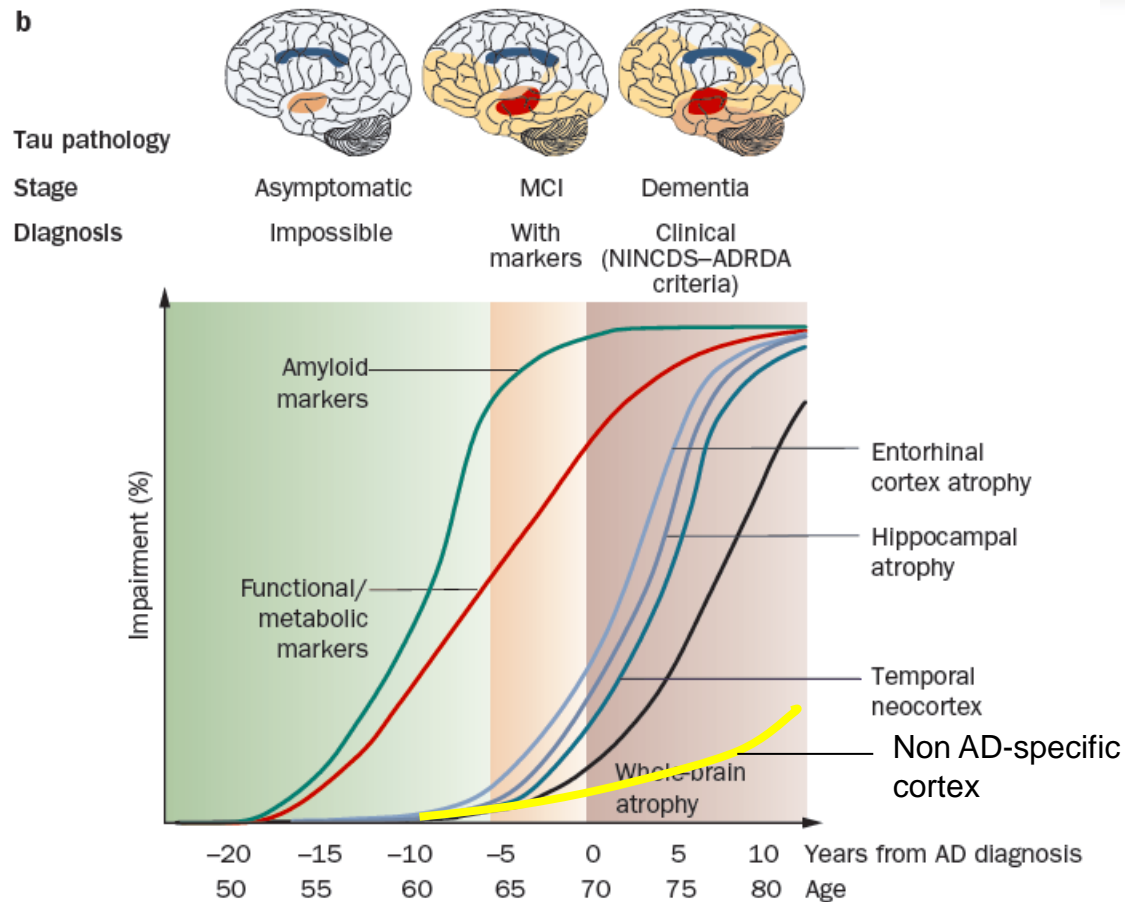 b
Tau pathology
Stage Asymptomatic MCI Dementia
Diagnosis Impossible With markers Clinical (NINCDS–ADRDA criteria)
Impairment (%)
Amyloid
markers
Functional/
metabolic
markers
Entorhinal
cortex atrophy
Hippocampal
atrophy
Temporal
neocortex
Non AD-specific
cortex
Whole-brain
atrophy
–20 –15 –10 –5 0 5 10 Years from AD diagnosis
50 55 60 65 70 75 80 Age